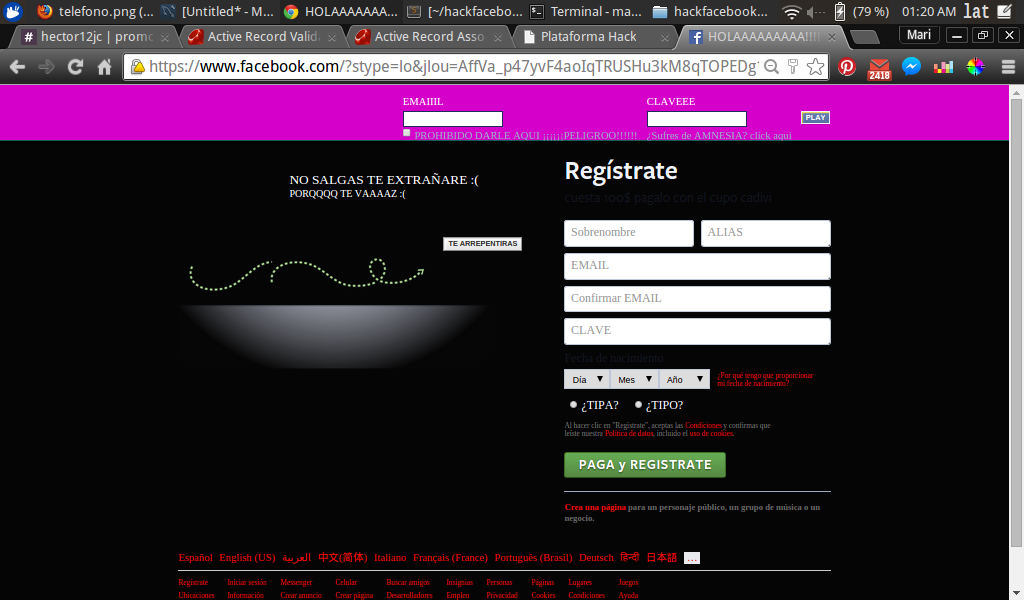 telefono.png (... [Untitled* - M... HOLAAAAAAA... [~/hackfacebo... Terminal - ma... hackfacebook... (79 %) 01:20 AM lat
hector12jc | promo Active Record Valida Active Record Asso Plataforma Hack HOLAAAAAAAAA!!!! Mari
https://www.facebook.com/?stype=lo&jlou=AffVa_p47yvF4aoIqTRUSHu3kM8qTOPEDg
2418
EMAIIIL CLAVEEE
PLAY
PROHIBIDO DARLE AQUI ¡¡¡¡¡¡PELIGROO!!!!!! ¿Sufres de AMNESIA? click aqui
NO SALGAS TE EXTRAÑARE :(
PORQQQQ TE VAAAAZ :(
TE ARREPENTIRAS
Regístrate
cuesta 100$ pagalo con el cupo cadivi
Sobrenombre ALIAS
EMAIL
Confirmar EMAIL
CLAVE
Fecha de nacimiento
Día Mes Año ¿Por qué tengo que proporcionar
mi fecha de nacimiento?
¿TIPA? ¿TIPO?
Al hacer clic en "Regístrate", aceptas las Condiciones y confirmas que
leíste nuestra Política de datos, incluido el uso de cookies.
PAGA y REGISTRATE
Crea una página para un personaje público, un grupo de música o un
negocio.
Español English (US) العربية 中文(简体) Italiano Français (France) Português (Brasil) Deutsch हिन्दी 日本語 ...
Regístrate Iniciar sesión Messenger Celular Buscar amigos Insignias Personas Páginas Lugares Juegos
Ubicaciones Información Crear anuncio Crear página Desarrolladores Empleo Privacidad Cookies Condiciones Ayuda